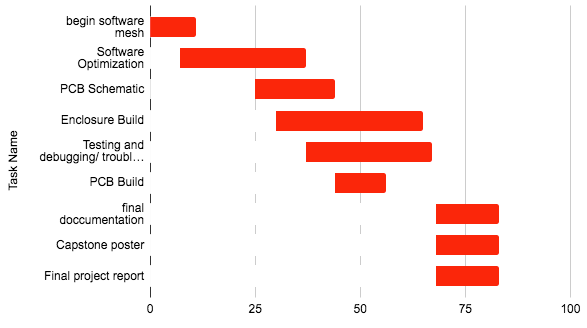 begin software
mesh
Software
Optimization
PCB Schematic
Enclosure Build
Testing and
debugging/ troubl…
PCB Build
final
doccumentation
Capstone poster
Final project report
Task Name
0 25 50 75 100